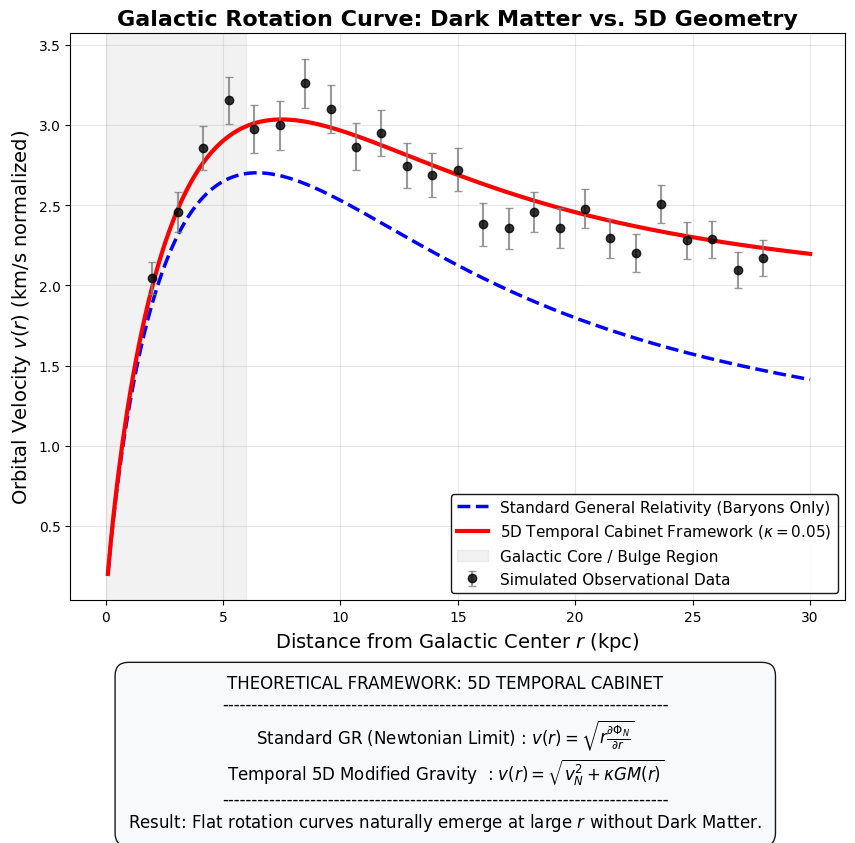 Galactic Rotation Curve: Dark Matter vs. 5D Geometry
3.5
3.0
2.5
2.0
1.5
1.0
0.5
Orbital Velocity v(r) (km/s normalized)
Standard General Relativity (Baryons Only)
5D Temporal Cabinet Framework (κ = 0.05)
Galactic Core / Bulge Region
Simulated Observational Data
0 5 10 15 20 25 30
Distance from Galactic Center r (kpc)
THEORETICAL FRAMEWORK: 5D TEMPORAL CABINET
--------------------------------------------------------------------------------
Standard GR (Newtonian Limit) : v(r) = √(r ∂Φ_N/∂r)
Temporal 5D Modified Gravity : v(r) = √(v_N² + κGM(r))
--------------------------------------------------------------------------------
Result: Flat rotation curves naturally emerge at large r without Dark Matter.